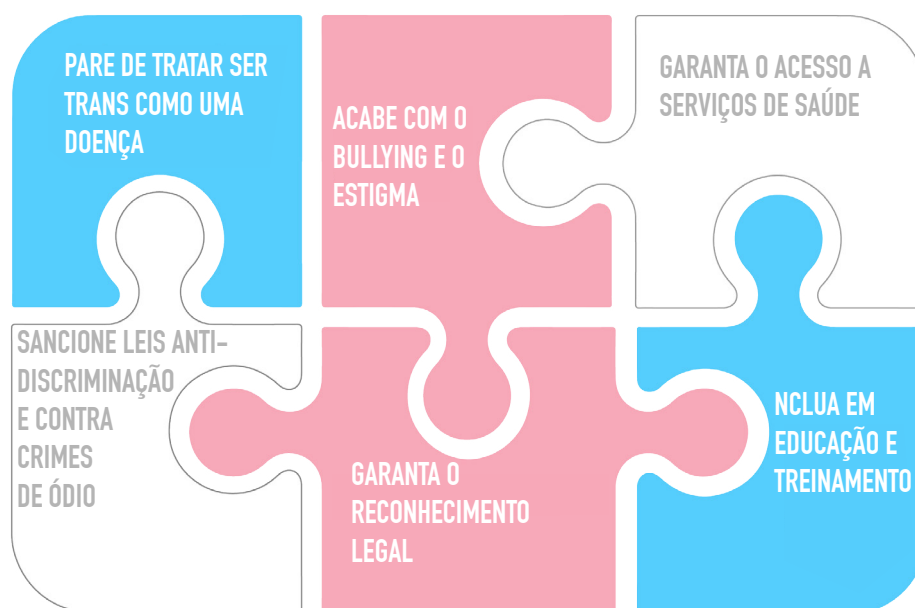 PARE DE TRATAR SER
TRANS COMO UMA
DOENÇA
ACABE COM O
BULLYING E O
ESTIGMA
GARANTA O ACESSO A
SERVIÇOS DE SAÚDE
SANCIONE LEIS ANTI-
DISCRIMINAÇÃO
E CONTRA
CRIMES
DE ÓDIO
GARANTA O
RECONHECIMENTO
LEGAL
NCLUA EM
EDUCAÇÃO E
TREINAMENTO